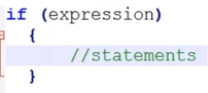 if (expression)
{
//statements
}